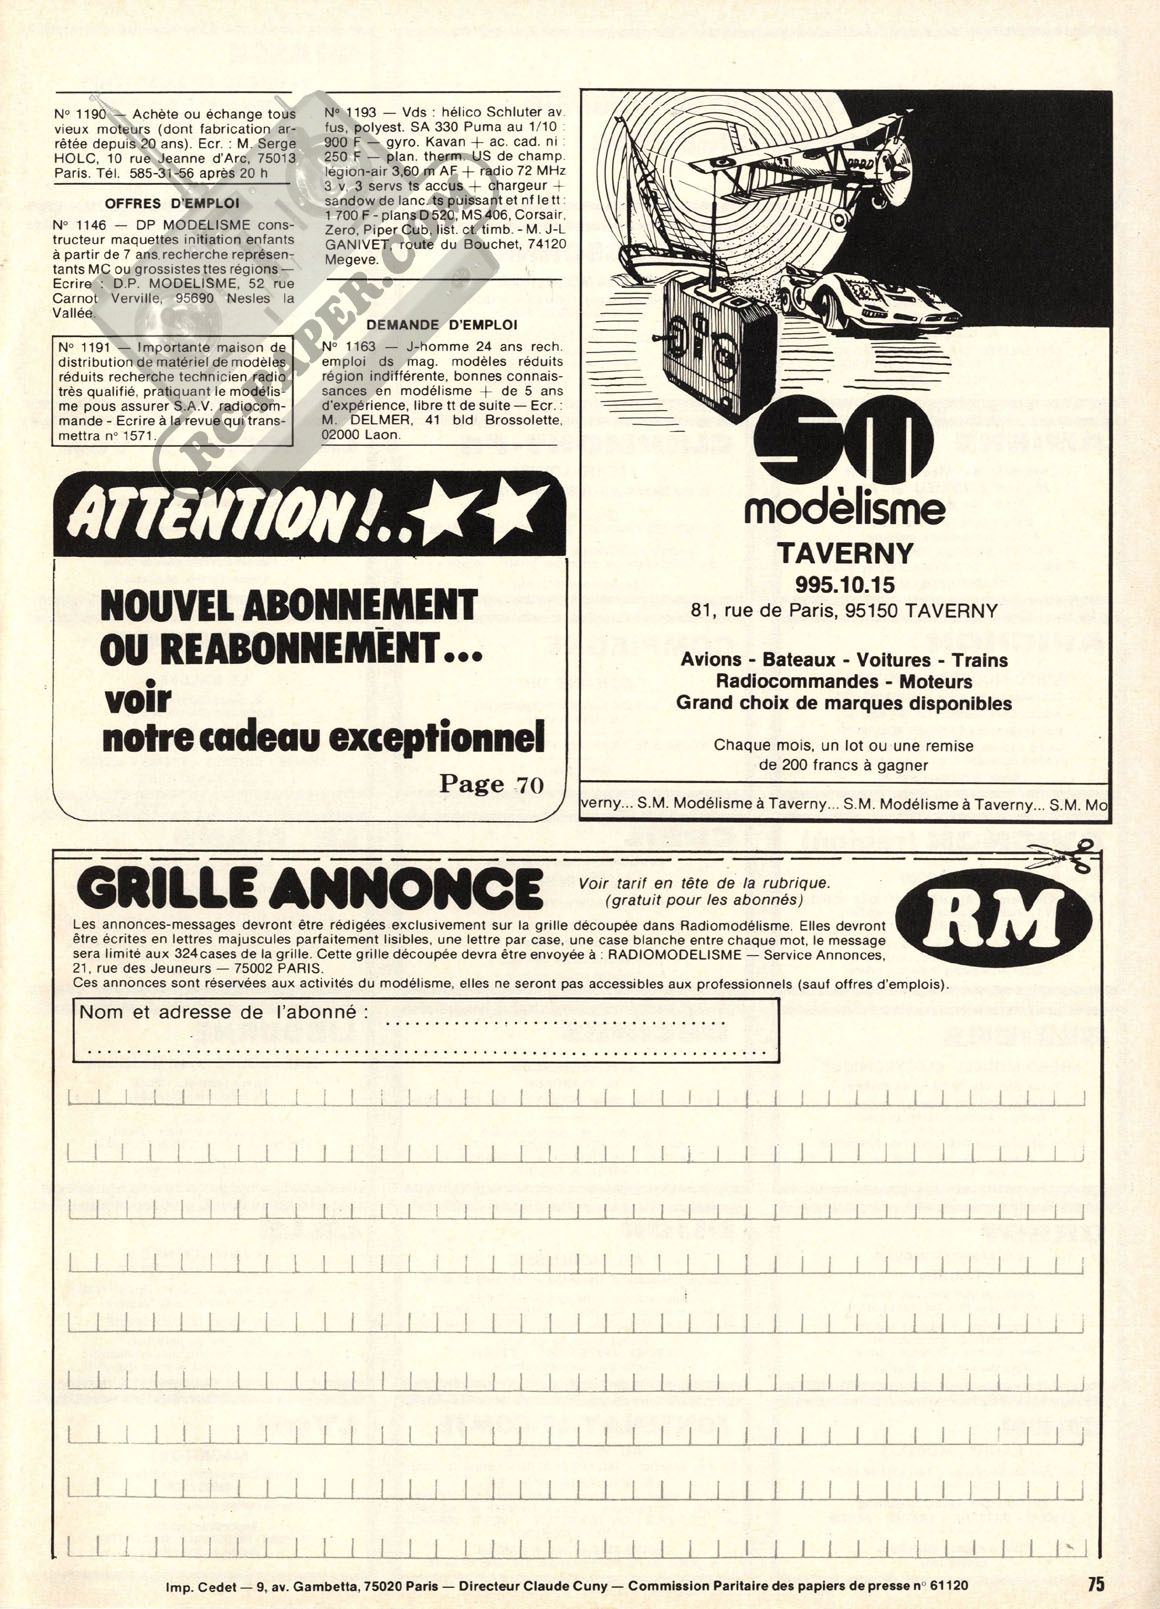 N° 1190 — Achète ou échange tous
vieux moteurs (dont fabrication ar-
rêtée depuis 20 ans). Ecr. : M. Serge
HOLC, 10 rue Jeanne d'Arc, 75013
Paris. Tél. 585-31-56 après 20 h
OFFRES D'EMPLOI
N° 1146 — DP MODELISME cons-
tructeur maquettes initiation enfants
à partir de 7 ans recherche représen-
tants MC ou grossistes ttes régions —
Ecrire : D.P. MODELISME, 52 rue
Carnot Verville, 95690 Nesles la
Vallée.
N° 1191 — Importante maison de
distribution de matériel de modèles
réduits recherche technicien radio
très qualifié, pratiquant le modélis-
me pous assurer S.A.V. radiocom-
mande - Ecrire à la revue qui trans-
mettra n° 1571.
N° 1193 — Vds : hélico Schluter av.
fus, polyest. SA 330 Puma au 1/10 :
900 F — gyro. Kavan + ac. cad. ni :
250 F — plan. therm. US de champ.
légion-air 3,60 m AF + radio 72 MHz
3 v. 3 servs ts accus + chargeur +
sandow de lanc. ts puissant et nf le tt :
1 700 F - plans D 520, MS 406, Corsair,
Zero, Piper Cub, list. ct. timb. - M. J-L
GANIVET, route du Bouchet, 74120
Megeve.
DEMANDE D'EMPLOI
N° 1163 — J-homme 24 ans rech.
emploi ds mag. modèles réduits
région indifférente, bonnes connais-
sances en modélisme + de 5 ans
d'expérience, libre tt de suite — Ecr. :
M. DELMER, 41 bld Brossolette,
02000 Laon.
RC-PAPER.COM
ATTENTION!..
NOUVEL ABONNEMENT
OU REABONNEMENT...
voir
notre cadeau exceptionnel
Page 70
SM
modèlisme
TAVERNY
995.10.15
81, rue de Paris, 95150 TAVERNY
Avions - Bateaux - Voitures - Trains
Radiocommandes - Moteurs
Grand choix de marques disponibles
Chaque mois, un lot ou une remise
de 200 francs à gagner
verny... S.M. Modélisme à Taverny... S.M. Modélisme à Taverny... S.M. Mo
GRILLE ANNONCE
Voir tarif en tête de la rubrique.
(gratuit pour les abonnés)
RM
Les annonces-messages devront être rédigées exclusivement sur la grille découpée dans Radiomodélisme. Elles devront
être écrites en lettres majuscules parfaitement lisibles, une lettre par case, une case blanche entre chaque mot, le message
sera limité aux 324 cases de la grille. Cette grille découpée devra être envoyée à : RADIOMODELISME — Service Annonces,
21, rue des Jeuneurs — 75002 PARIS.
Ces annonces sont réservées aux activités du modélisme, elles ne seront pas accessibles aux professionnels (sauf offres d'emplois).
Nom et adresse de l'abonné :
Imp. Cedet — 9, av. Gambetta, 75020 Paris — Directeur Claude Cuny — Commission Paritaire des papiers de presse n° 61120
75